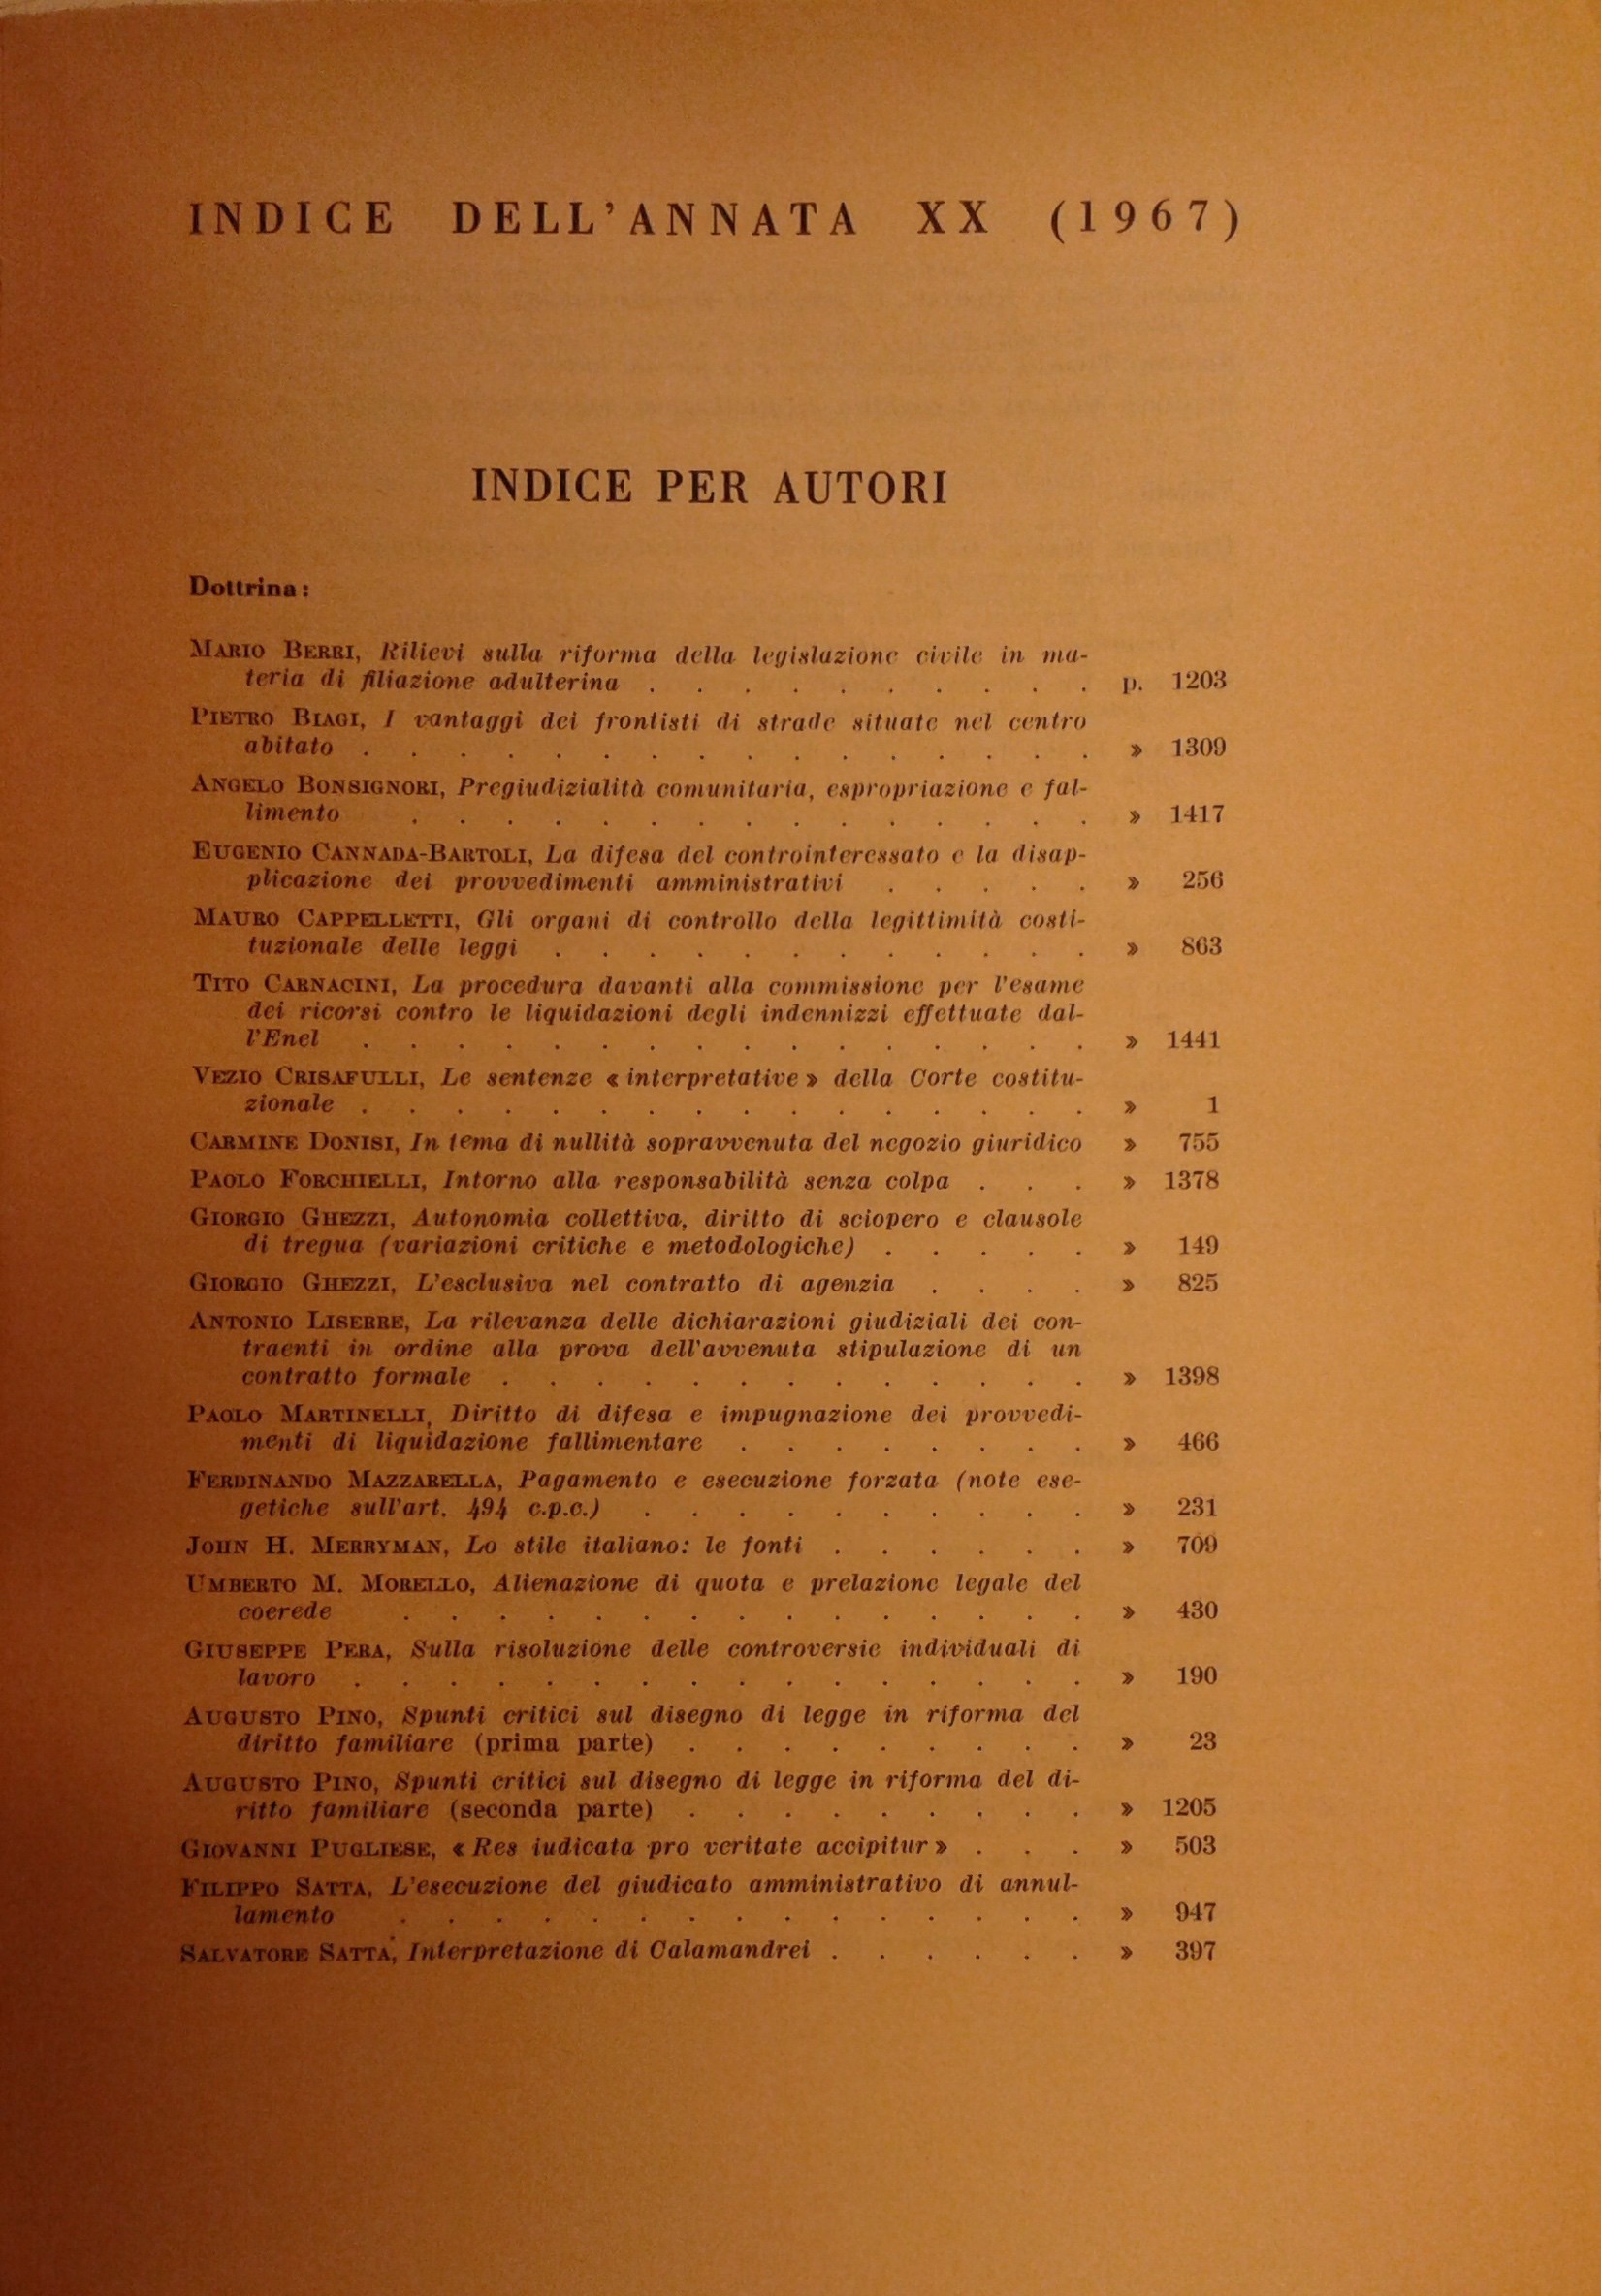 INDICE DELL'ANNATA XX (1967)
INDICE PER AUTORI
Dottrina:
MARIO BERRI, Rilievi sulla riforma della legislazione civile in ma-
teria di filiazione adulterina . . . . . . . . . . p. 1203
PIETRO BIAGI, I vantaggi dei frontisti di strade situate nel centro
abitato . . . . . . . . . . . . . . . . » 1309
ANGELO BONSIGNORI, Pregiudizialità comunitaria, espropriazione e fal-
limento . . . . . . . . . . . . . . . » 1417
EUGENIO CANNADA-BARTOLI, La difesa del controinteressato e la disap-
plicazione dei provvedimenti amministrativi . . . . . » 256
MAURO CAPPELLETTI, Gli organi di controllo della legittimità costi-
tuzionale delle leggi . . . . . . . . . . . . » 863
TITO CARNACINI, La procedura davanti alla commissione per l'esame
dei ricorsi contro le liquidazioni degli indennizzi effettuate dal-
l'Enel . . . . . . . . . . . . . . . . » 1441
VEZIO CRISAFULLI, Le sentenze « interpretative » della Corte costitu-
zionale . . . . . . . . . . . . . . . . » 1
CARMINE DONISI, In tema di nullità sopravvenuta del negozio giuridico » 755
PAOLO FORCHIELLI, Intorno alla responsabilità senza colpa . . . » 1378
GIORGIO GHEZZI, Autonomia collettiva, diritto di sciopero e clausole
di tregua (variazioni critiche e metodologiche) . . . . . » 149
GIORGIO GHEZZI, L'esclusiva nel contratto di agenzia . . . . » 825
ANTONIO LISERRE, La rilevanza delle dichiarazioni giudiziali dei con-
traenti in ordine alla prova dell'avvenuta stipulazione di un
contratto formale . . . . . . . . . . . . . » 1398
PAOLO MARTINELLI, Diritto di difesa e impugnazione dei provvedi-
menti di liquidazione fallimentare . . . . . . . . » 466
FERDINANDO MAZZARELLA, Pagamento e esecuzione forzata (note ese-
getiche sull'art. 494 c.p.c.) . . . . . . . . . . » 231
JOHN H. MERRYMAN, Lo stile italiano: le fonti . . . . . . » 709
UMBERTO M. MORELLO, Alienazione di quota e prelazione legale del
coerede . . . . . . . . . . . . . . . » 430
GIUSEPPE PERA, Sulla risoluzione delle controversie individuali di
lavoro . . . . . . . . . . . . . . . . » 190
AUGUSTO PINO, Spunti critici sul disegno di legge in riforma del
diritto familiare (prima parte) . . . . . . . . . » 23
AUGUSTO PINO, Spunti critici sul disegno di legge in riforma del di-
ritto familiare (seconda parte) . . . . . . . . . » 1205
GIOVANNI PUGLIESE, « Res iudicata pro veritate accipitur » . . . » 503
FILIPPO SATTA, L'esecuzione del giudicato amministrativo di annul-
lamento . . . . . . . . . . . . . . . » 947
SALVATORE SATTA, Interpretazione di Calamandrei . . . . . . » 397